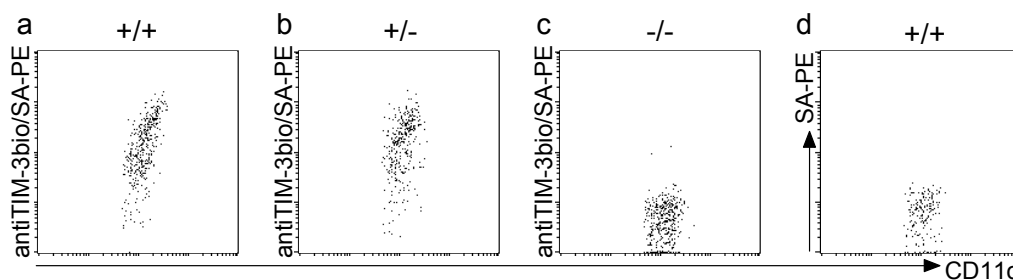 a b c d
+/+ +/- -/- +/+
antiTIM-3bio/SA-PE antiTIM-3bio/SA-PE antiTIM-3bio/SA-PE SA-PE
CD11c